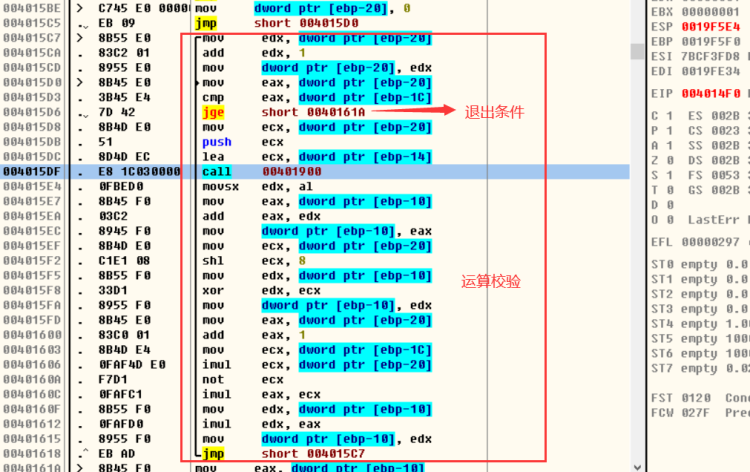 004015BE > C745 E0 00000 mov dword ptr [ebp-20], 0
004015C5 . EB 09 jmp short 004015D0
004015C7 > 8B55 E0 mov edx, dword ptr [ebp-20]
004015CA . 83C2 01 add edx, 1
004015CD . 8955 E0 mov dword ptr [ebp-20], edx
004015D0 > 8B45 E0 mov eax, dword ptr [ebp-20]
004015D3 . 3B45 E4 cmp eax, dword ptr [ebp-1C]
004015D6 . 7D 42 jge short 0040161A 退出条件
004015D8 . 8B4D E0 mov ecx, dword ptr [ebp-20]
004015DB . 51 push ecx
004015DC . 8D4D EC lea ecx, dword ptr [ebp-14]
004015DF . E8 1C030000 call 00401900
004015E4 . 0FBED0 movsx edx, al
004015E7 . 8B45 F0 mov eax, dword ptr [ebp-10]
004015EA . 03C2 add eax, edx
004015EC . 8945 F0 mov dword ptr [ebp-10], eax
004015EF . 8B4D E0 mov ecx, dword ptr [ebp-20]
004015F2 . C1E1 08 shl ecx, 8
004015F5 . 8B55 F0 mov edx, dword ptr [ebp-10] 运算校验
004015F8 . 33D1 xor edx, ecx
004015FA . 8955 F0 mov dword ptr [ebp-10], edx
004015FD . 8B45 E0 mov eax, dword ptr [ebp-20]
00401600 . 83C0 01 add eax, 1
00401603 . 8B4D E4 mov ecx, dword ptr [ebp-1C]
00401606 . 0FAF4D E0 imul ecx, dword ptr [ebp-20]
0040160A . F7D1 not ecx
0040160C . 0FAFC1 imul eax, ecx
0040160F . 8B55 F0 mov edx, dword ptr [ebp-10]
00401612 . 0FAFD0 imul edx, eax
00401615 . 8955 F0 mov dword ptr [ebp-10], edx
00401618 .^ EB AD jmp short 004015C7
0040161A > 8B45 F0 mov eax, dword ptr [ebp-10]
EBX 00000001
ESP 0019F5E4
EBP 0019F5F0
ESI 7BCF3FD8
EDI 0019FE34
EIP 004014F0
C 1 ES 002B
P 1 CS 0023
A 1 SS 002B
Z 0 DS 002B
S 1 FS 0053
T 0 GS 002B
D 0
O 0 LastErr
EFL 00000297
ST0 empty 0.0
ST1 empty 0.0
ST2 empty 0.0
ST3 empty 0.0
ST4 empty 1.0
ST5 empty 100
ST6 empty 100
ST7 empty 0.0
FST 0120 Cond
FCW 027F Prec